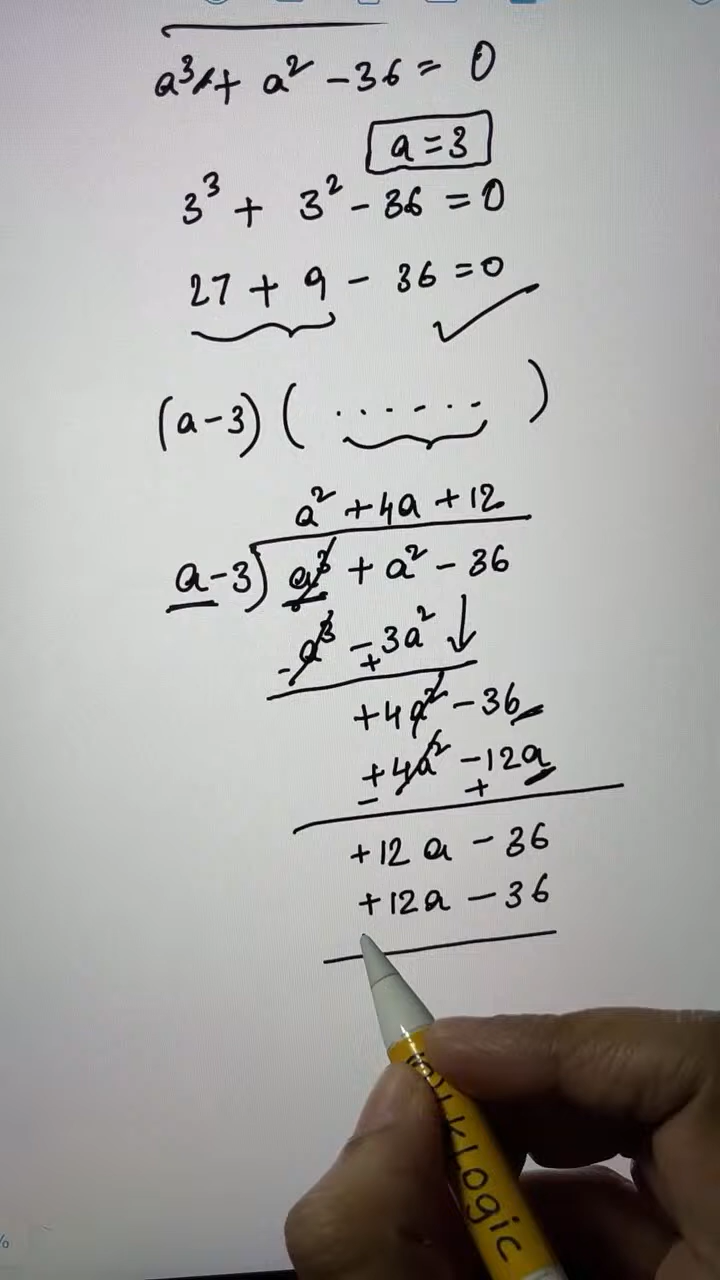 a³ + a² - 36 = 0
a = 3
3³ + 3² - 36 = 0
27 + 9 - 36 = 0
(a - 3) ( . . . . . . . )
a² + 4a + 12
a - 3) a³ + a² - 36
a³ - 3a²
- +
+4a² - 36
+4a² - 12a
- +
+12a - 36
+12a - 36
Logic
%